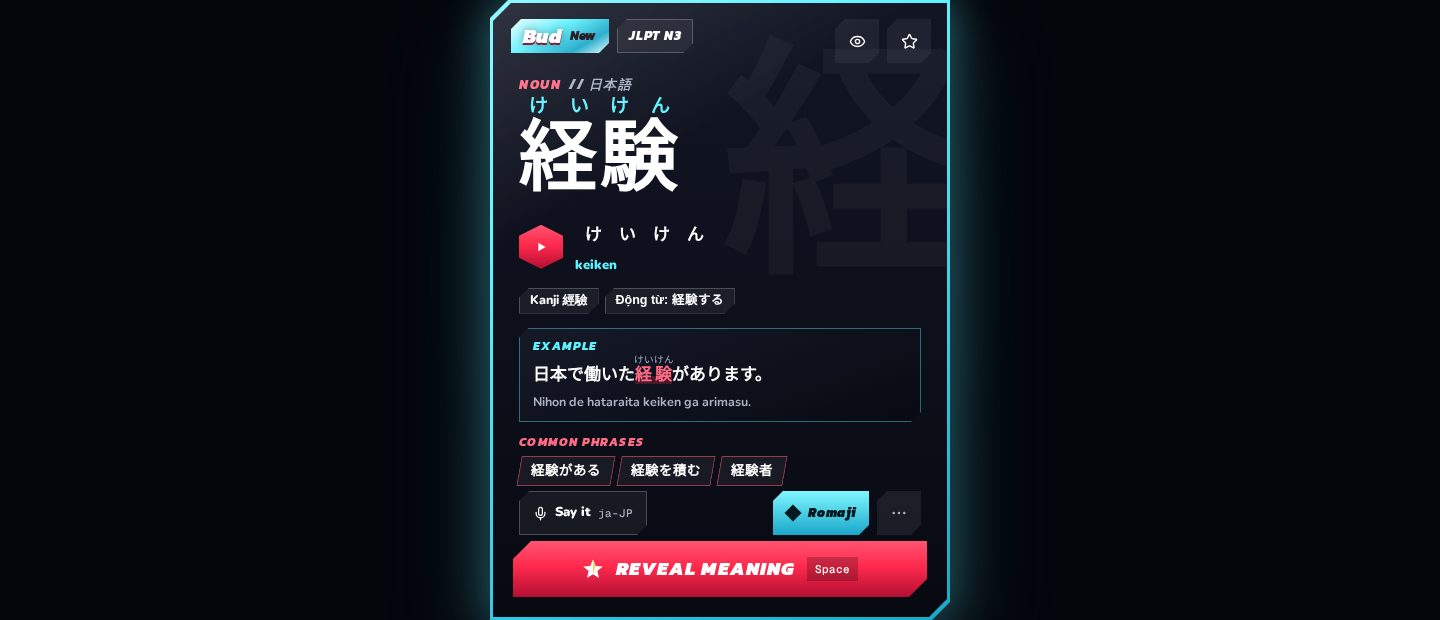 Bud New JLPT N3
NOUN // 日本語
けいけん
経験
けいけん
keiken
Kanji 經驗 Động từ: 経験する
EXAMPLE
けいけん
日本で働いた経験があります。
Nihon de hataraita keiken ga arimasu.
COMMON PHRASES
経験がある 経験を積む 経験者
Say it ja-JP Romaji
REVEAL MEANING Space
経